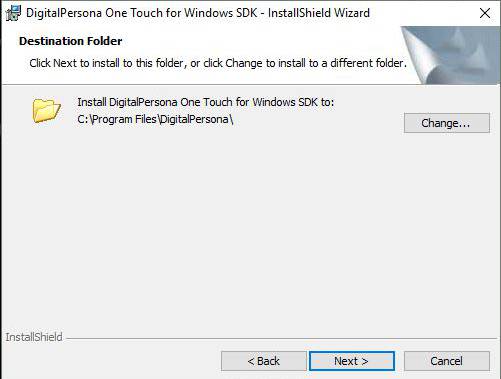 DigitalPersona One Touch for Windows SDK - InstallShield Wizard
Destination Folder
Click Next to install to this folder, or click Change to install to a different folder.
Install DigitalPersona One Touch for Windows SDK to:
C:\Program Files\DigitalPersona\
Change...
InstallShield
< Back
Next >
Cancel